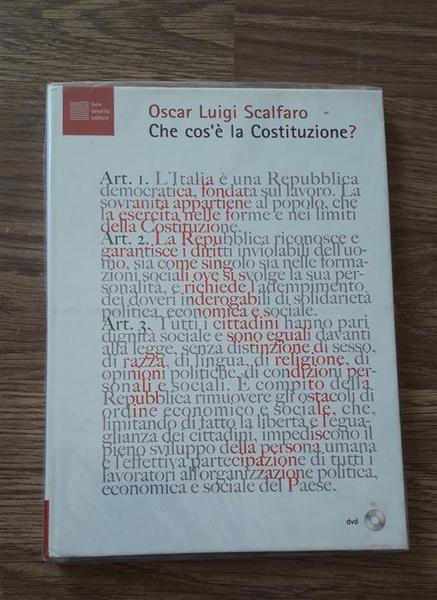 luca
sossella
editore
Oscar Luigi Scalfaro
Che cos'è la Costituzione?
Art. 1. L'Italia è una Repubblica
democratica, fondata sul lavoro. La
sovranità appartiene al popolo, che
la esercita nelle forme e nei limiti
della Costituzione.
Art. 2. La Repubblica riconosce e
garantisce i diritti inviolabili dell'uo-
mo, sia come singolo sia nelle forma-
zioni sociali ove si svolge la sua per-
sonalità, e richiede l'adempimento
dei doveri inderogabili di solidarietà
politica, economica e sociale.
Art. 3. Tutti i cittadini hanno pari
dignità sociale e sono eguali davanti
alla legge, senza distinzione di sesso,
di razza, di lingua, di religione, di
opinioni politiche, di condizioni per-
sonali e sociali. È compito della
Repubblica rimuovere gli ostacoli di
ordine economico e sociale, che,
limitando di fatto la libertà e l'egua-
glianza dei cittadini, impediscono il
pieno sviluppo della persona umana
e l'effettiva partecipazione di tutti i
lavoratori all'organizzazione politica,
economica e sociale del Paese.
dvd